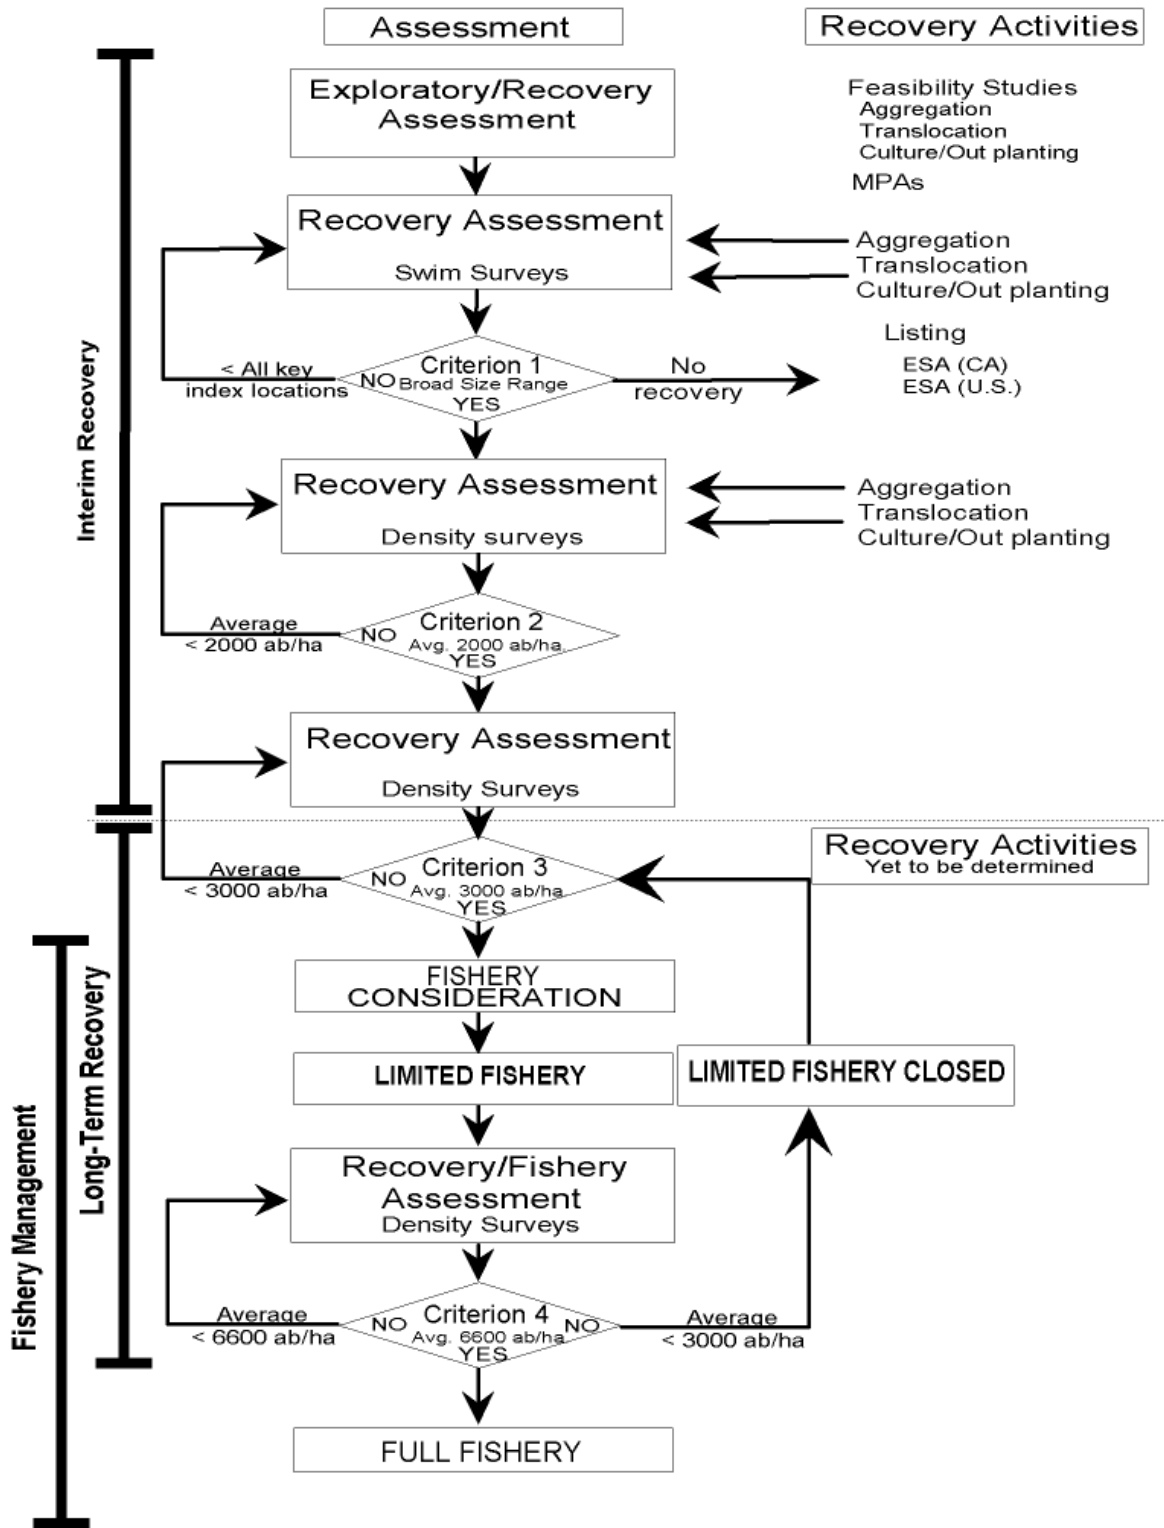 Assessment
Recovery Activities
Exploratory/Recovery
Assessment
Feasibility Studies
Aggregation
Translocation
Culture/Out planting
MPAs
Recovery Assessment
Swim Surveys
Aggregation
Translocation
Culture/Out planting
< All key
index locations
NO
Criterion 1
Broad Size Range
YES
No
recovery
Listing
ESA (CA)
ESA (U.S.)
Interim Recovery
Recovery Assessment
Density surveys
Aggregation
Translocation
Culture/Out planting
Average
< 2000 ab/ha
NO
Criterion 2
Avg. 2000 ab/ha.
YES
Recovery Assessment
Density Surveys
Average
< 3000 ab/ha
NO
Criterion 3
Avg. 3000 ab/ha
YES
Recovery Activities
Yet to be determined
FISHERY
CONSIDERATION
LIMITED FISHERY
LIMITED FISHERY CLOSED
Long-Term Recovery
Fishery Management
Recovery/Fishery
Assessment
Density Surveys
Average
< 6600 ab/ha
NO
Criterion 4
Avg. 6600 ab/ha
YES
NO
Average
< 3000 ab/ha
FULL FISHERY